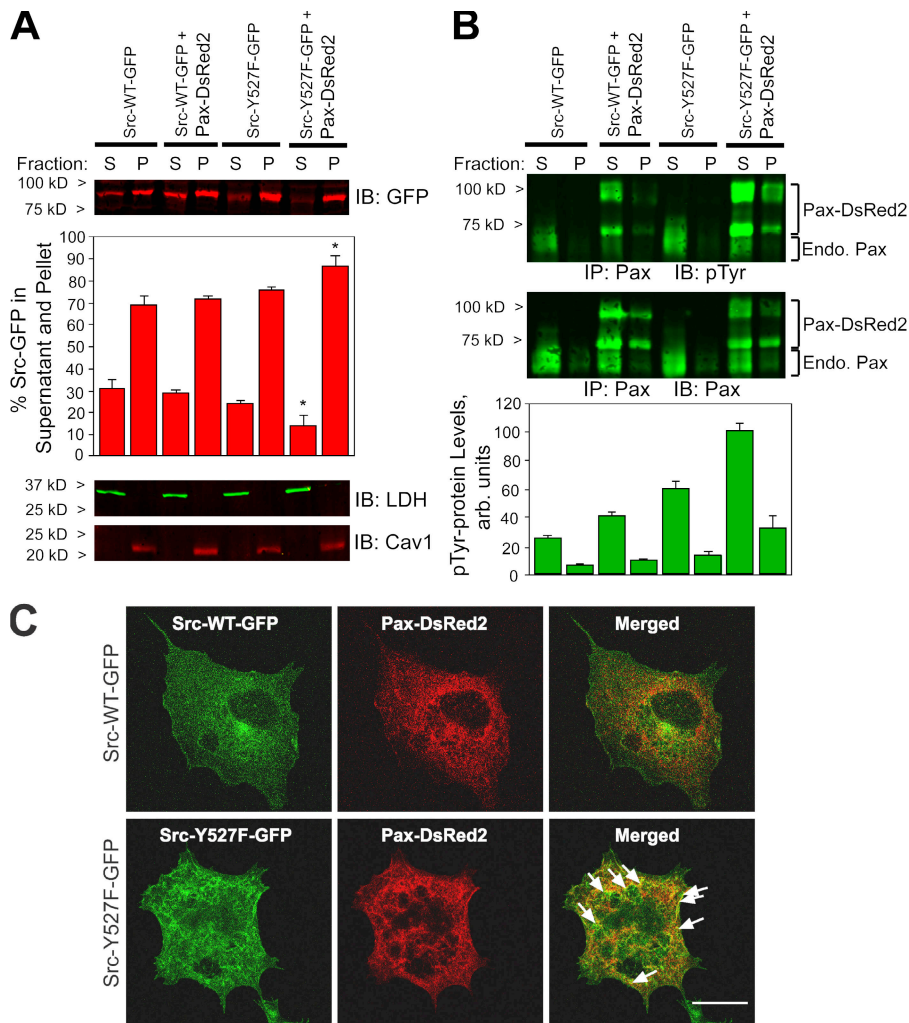 A
Src-WT-GFP
Src-WT-GFP +
Pax-DsRed2
Src-Y527F-GFP
Src-Y527F-GFP +
Pax-DsRed2
Fraction: S P S P S P S P
100 kD >
75 kD >
IB: GFP
% Src-GFP in
Supernatant and Pellet
100
90
80
70
60
50
40
30
20
10
0
*
*
37 kD >
25 kD >
IB: LDH
25 kD >
20 kD >
IB: Cav1
B
Src-WT-GFP
Src-WT-GFP +
Pax-DsRed2
Src-Y527F-GFP
Src-Y527F-GFP +
Pax-DsRed2
Fraction: S P S P S P S P
100 kD >
75 kD >
Pax-DsRed2
Endo. Pax
IP: Pax IB: pTyr
100 kD >
75 kD >
Pax-DsRed2
Endo. Pax
IP: Pax IB: Pax
pTyr-protein Levels,
arb. units
120
100
80
60
40
20
0
C
Src-WT-GFP
Src-WT-GFP Pax-DsRed2 Merged
Src-Y527F-GFP
Src-Y527F-GFP Pax-DsRed2 Merged